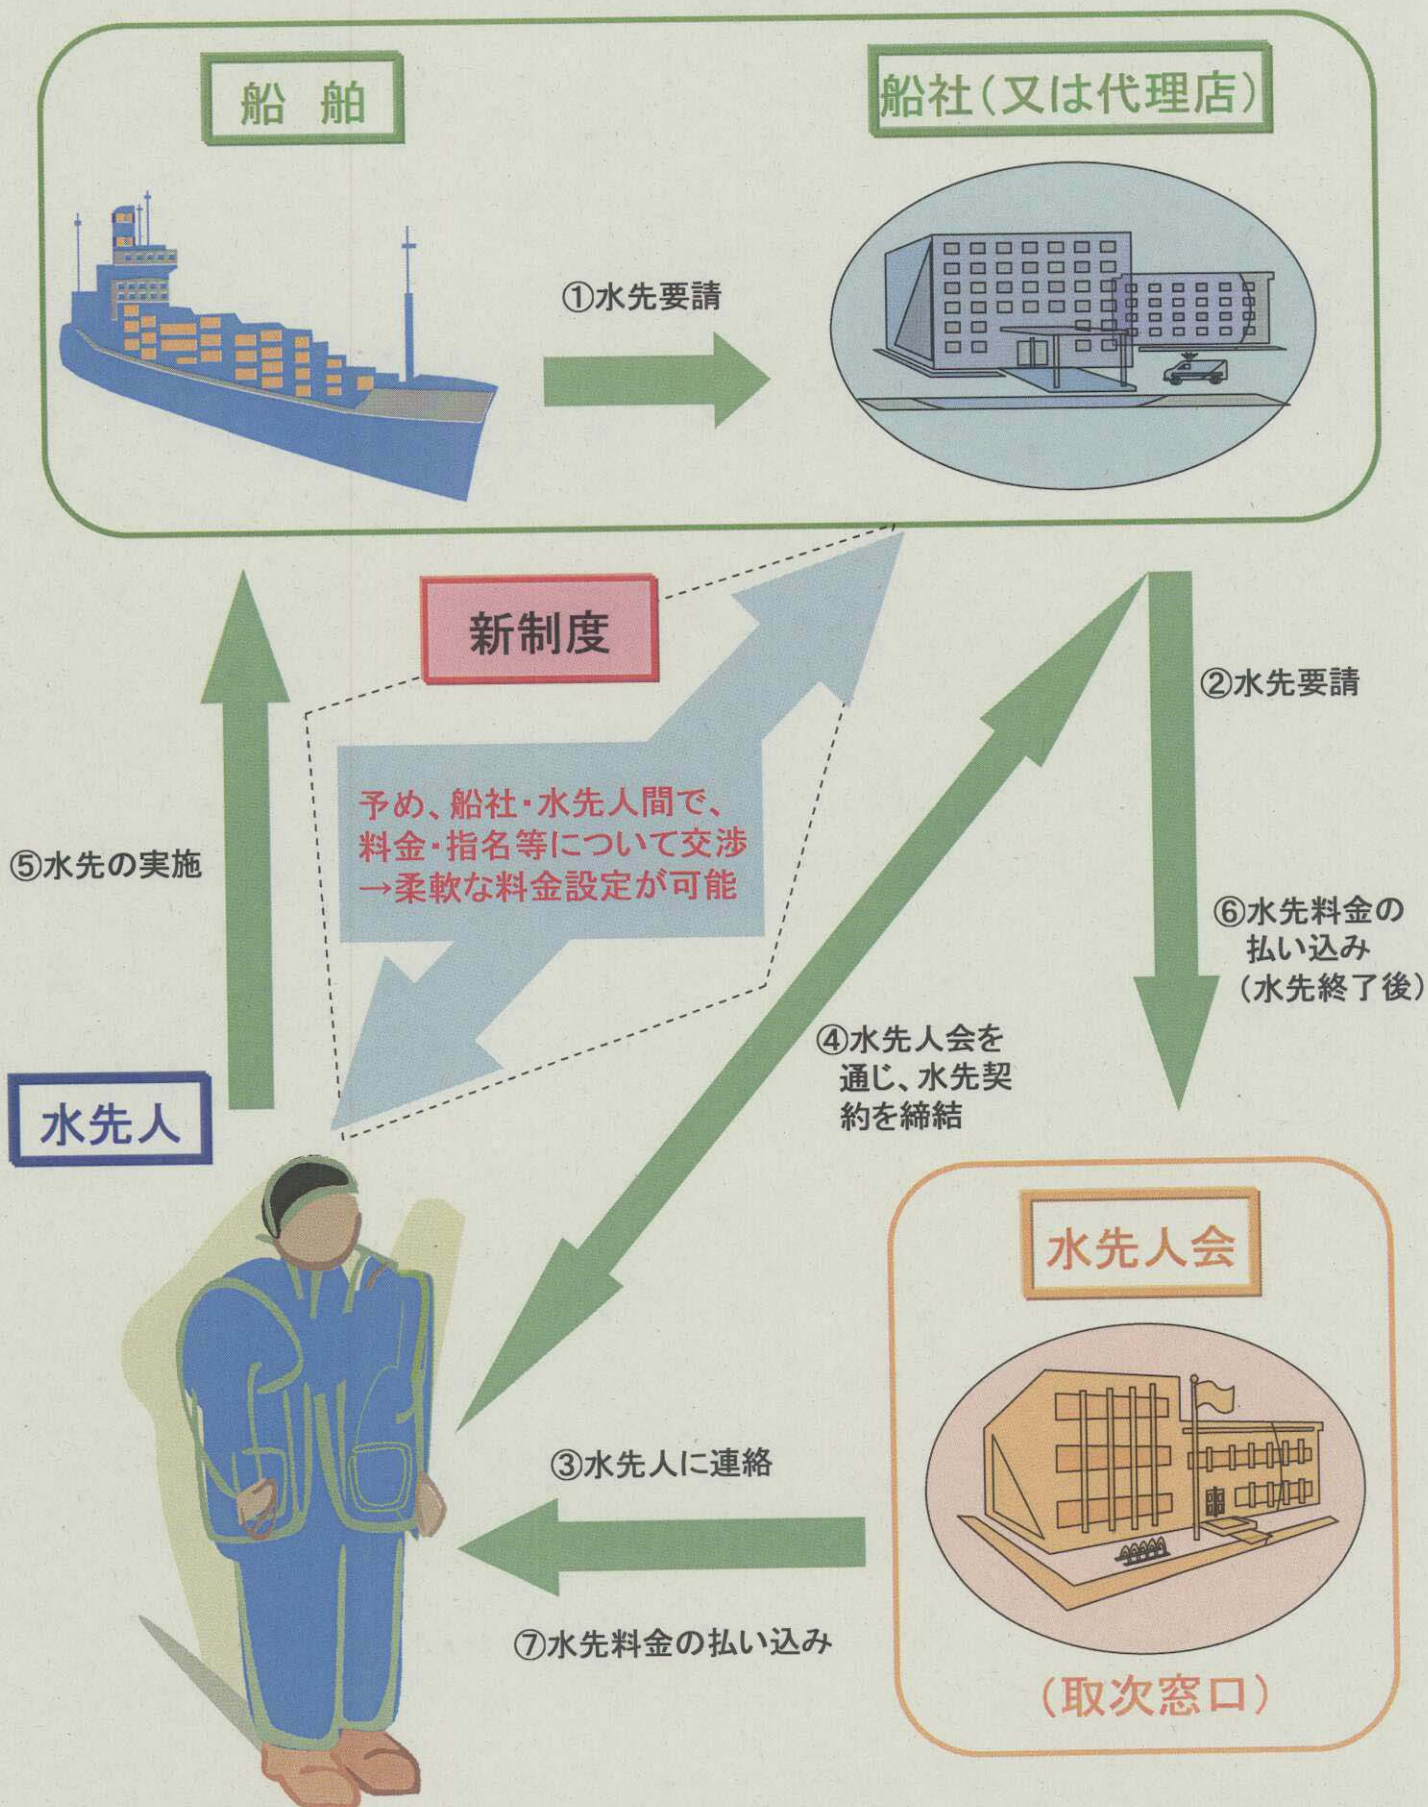 船舶
船社(又は代理店)
①水先要請
新制度
②水先要請
予め、船社・水先人間で、
料金・指名等について交渉
→柔軟な料金設定が可能
⑤水先の実施
⑥水先料金の
払い込み
(水先終了後)
④水先人会を
通じ、水先契
約を締結
水先人
水先人会
③水先人に連絡
⑦水先料金の払い込み
(取次窓口)